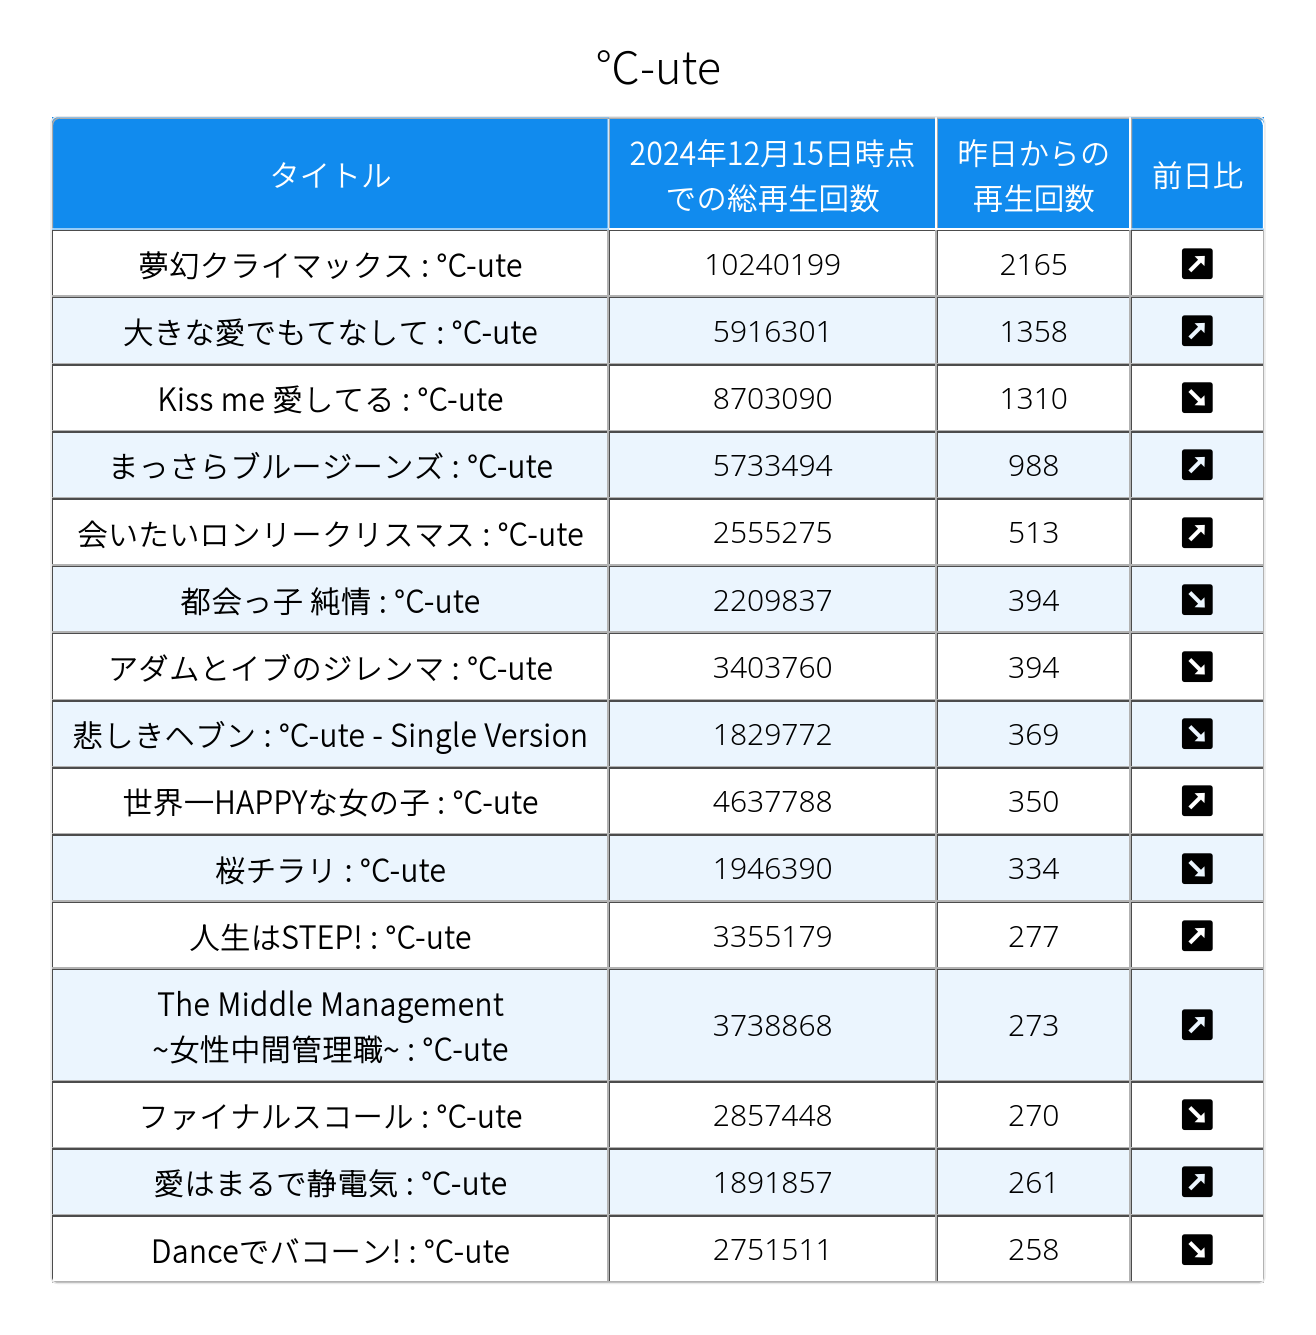 °C-ute
タイトル
2024年12月15日時点
での総再生回数
昨日からの
再生回数
前日比
夢幻クライマックス : °C-ute 10240199 2165
大きな愛でもてなして : °C-ute 5916301 1358
Kiss me 愛してる : °C-ute 8703090 1310
まっさらブルージーンズ : °C-ute 5733494 988
会いたいロンリークリスマス : °C-ute 2555275 513
都会っ子 純情 : °C-ute 2209837 394
アダムとイブのジレンマ : °C-ute 3403760 394
悲しきヘブン : °C-ute - Single Version 1829772 369
世界一HAPPYな女の子 : °C-ute 4637788 350
桜チラリ : °C-ute 1946390 334
人生はSTEP! : °C-ute 3355179 277
The Middle Management
~女性中間管理職~ : °C-ute 3738868 273
ファイナルスコール : °C-ute 2857448 270
愛はまるで静電気 : °C-ute 1891857 261
Danceでバコーン! : °C-ute 2751511 258